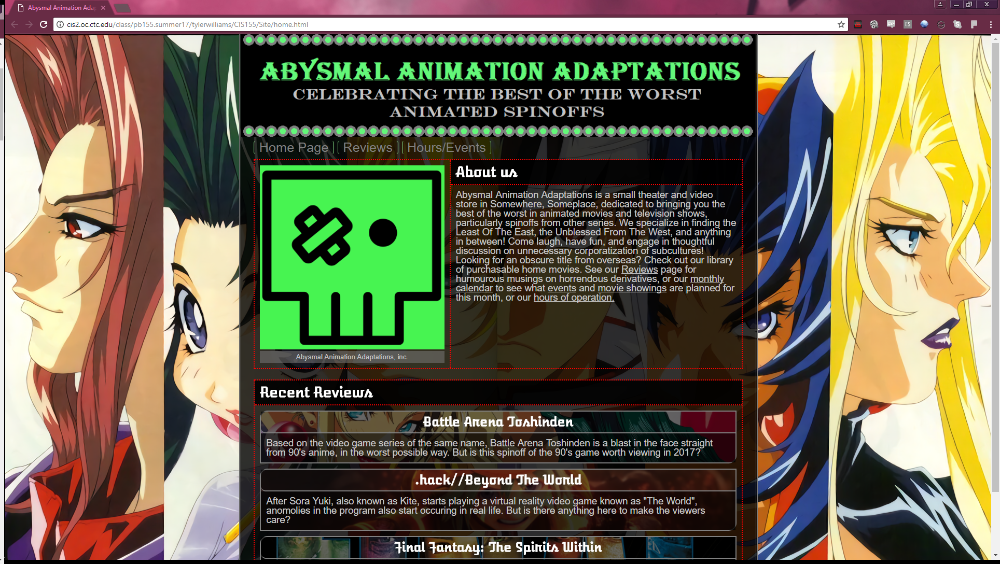 Abysmal Animation Adap
cis2.oc.ctc.edu/class/pb155.summer17/tylerwilliams/CIS155/Site/home.html
ABYSMAL ANIMATION ADAPTATIONS
CELEBRATING THE BEST OF THE WORST
ANIMATED SPINOFFS
Home Page Reviews Hours/Events
About us
Abysmal Animation Adaptations is a small theater and video
store in Somewhere, Someplace, dedicated to bringing you the
best of the worst in animated movies and television shows,
particularly spinoffs from other series. We specialize in finding the
Least Of The East, the Unblessed From The West, and anything
in between! Come laugh, have fun, and engage in thoughtful
discussion on unnecessary corporatization of subcultures!
Looking for an obscure title from overseas? Check out our library
of purchasable home movies. See our Reviews page for
humourous musings on horrendous derivatives, or our monthly
calendar to see what events and movie showings are planned for
this month, or our hours of operation.
Abysmal Animation Adaptations, inc.
Recent Reviews
Battle Arena Toshinden
Based on the video game series of the same name, Battle Arena Toshinden is a blast in the face straight
from 90's anime, in the worst possible way. But is this spinoff of the 90's game worth viewing in 2017?
.hack//Beyond The World
After Sora Yuki, also known as Kite, starts playing a virtual reality video game known as "The World",
anomolies in the program also start occuring in real life. But is there anything here to make the viewers
care?
Final Fantasy: The Spirits Within